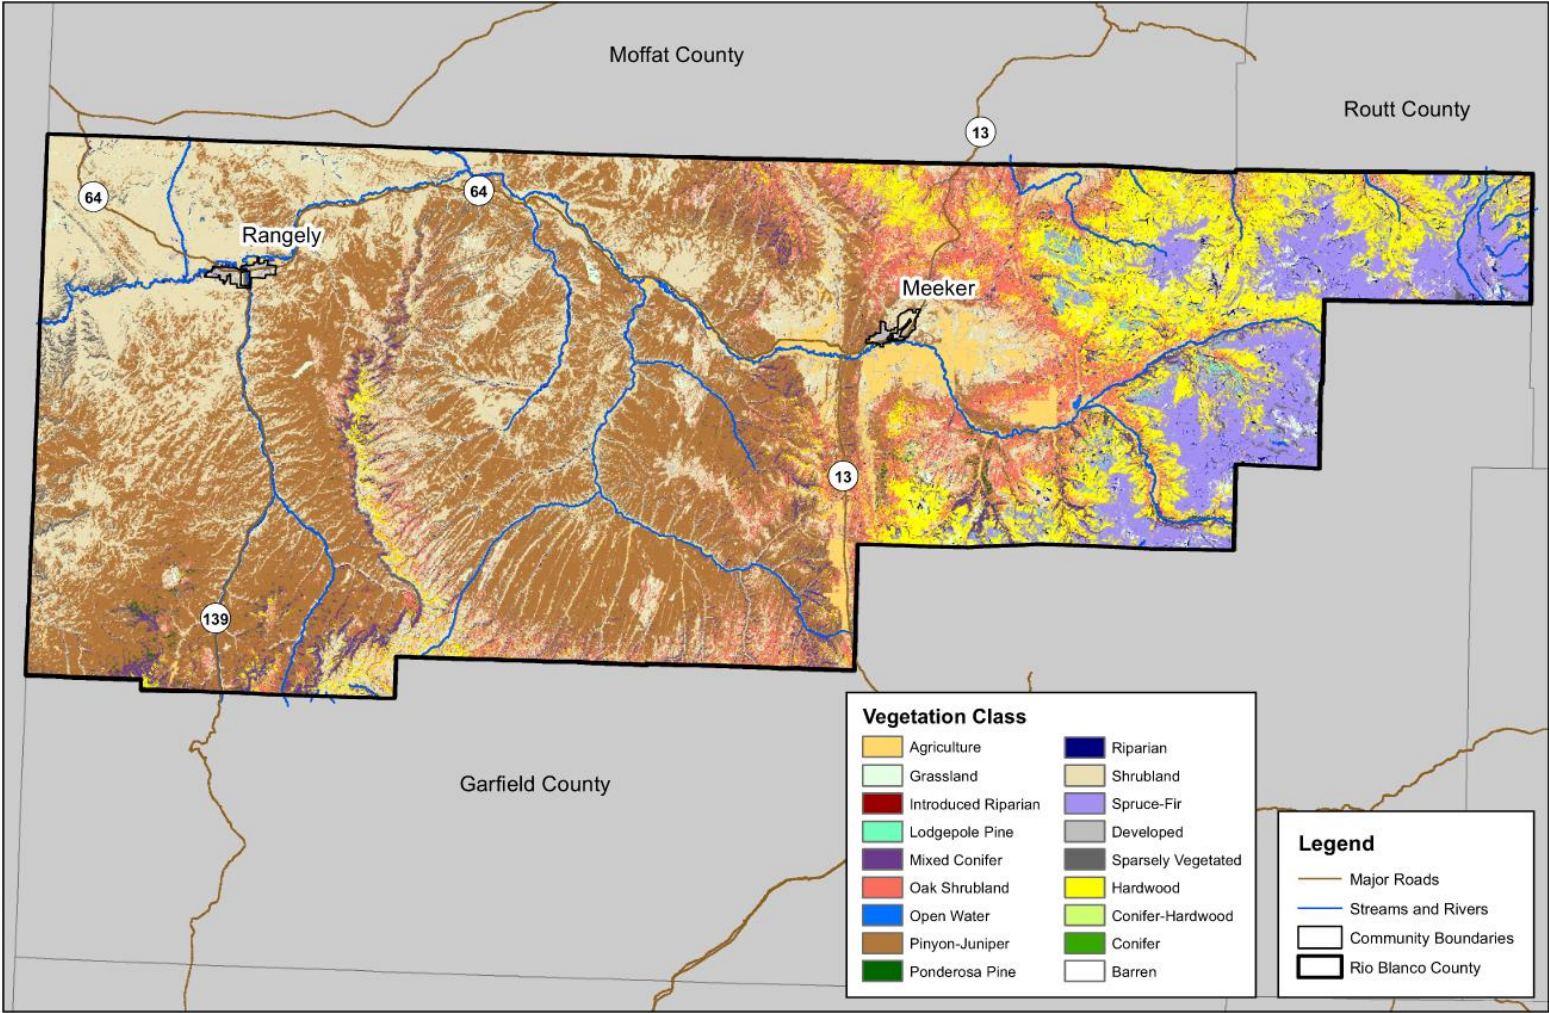 Moffat County
Routt County
13
64
64
Rangely
Meeker
13
139
Garfield County
Vegetation Class
Agriculture
Grassland
Introduced Riparian
Lodgepole Pine
Mixed Conifer
Oak Shrubland
Open Water
Pinyon-Juniper
Ponderosa Pine
Riparian
Shrubland
Spruce-Fir
Developed
Sparsely Vegetated
Hardwood
Conifer-Hardwood
Conifer
Barren
Legend
Major Roads
Streams and Rivers
Community Boundaries
Rio Blanco County